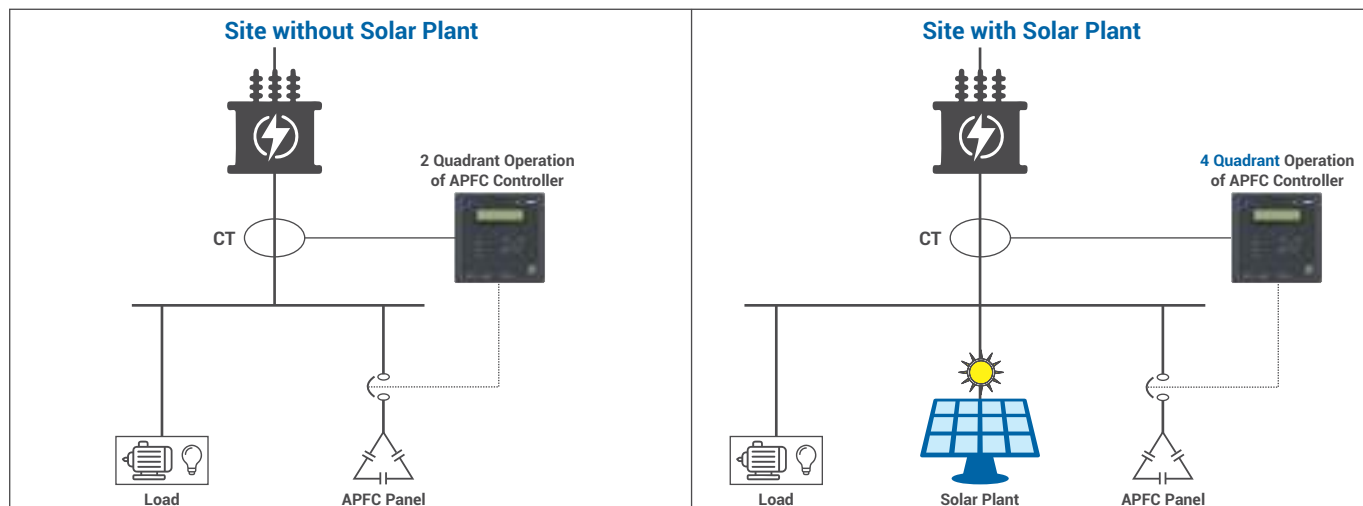 Site without Solar Plant
2 Quadrant Operation
of APFC Controller
CT
Load
APFC Panel
Site with Solar Plant
4 Quadrant Operation
of APFC Controller
CT
Load
Solar Plant
APFC Panel